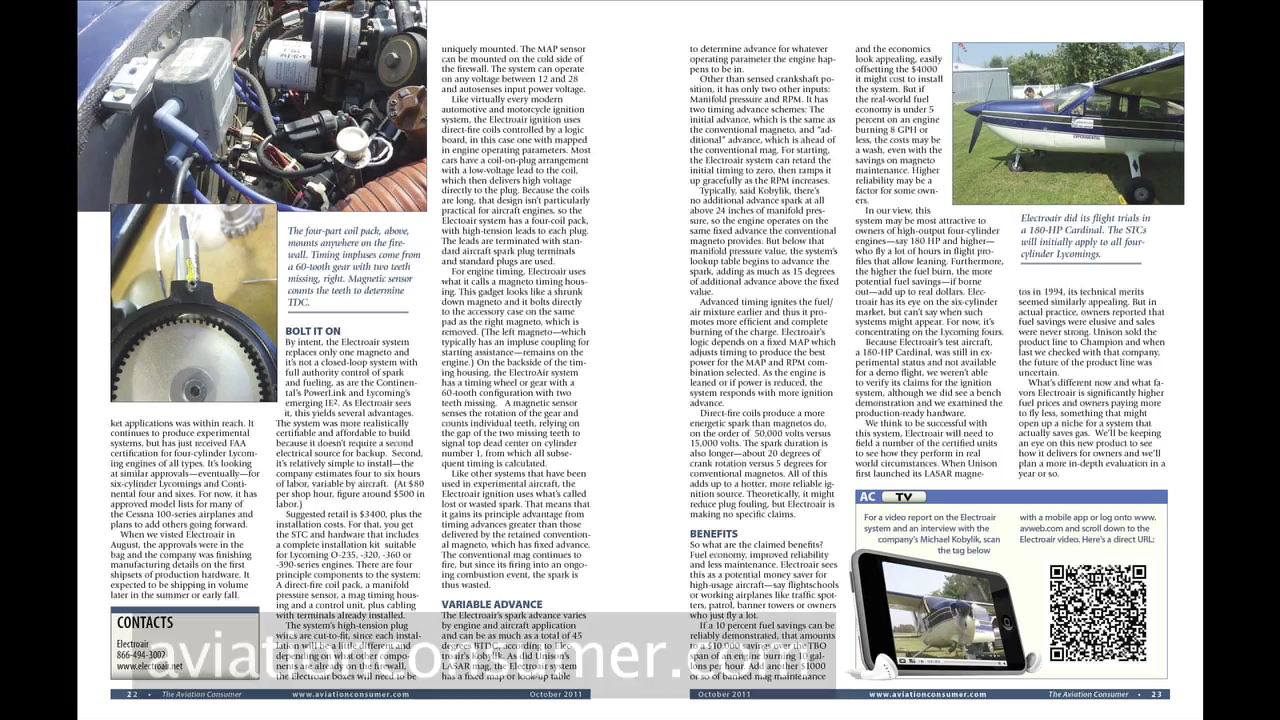 ket applications was within reach. It
continues to produce experimental
systems, but has just received FAA
certification for four-cylinder Lycom-
ing engines of all types. It's looking
at similar approvals—eventually—for
six-cylinder Lycomings and Conti-
nental four and sixes. For now, it has
approved model lists for many of
the Cessna 100-series airplanes and
plans to add others going forward.
When we visted Electroair in
August, the approvals were in the
bag and the company was finishing
manufacturing details on the first
shipsets of production hardware. It
expected to be shipping in volume
later in the summer or early fall.
CONTACTS
Electroair
866-494-3002
www.electroair.net
The four-part coil pack, above,
mounts anywhere on the fire-
wall. Timing inpluses come from
a 60-tooth gear with two teeth
missing, right. Magnetic sensor
counts the teeth to determine
TDC.
BOLT IT ON
By intent, the Electroair system
replaces only one magneto and
it's not a closed-loop system with
full authority control of spark
and fueling, as are the Continen-
tal's PowerLink and Lycoming's
emerging IE². As Electroair sees
it, this yields several advantages.
The system was more realistically
certifiable and affordable to build
because it doesn't require a second
electrical source for backup. Second,
it's relatively simple to install—the
company estimates four to six hours
of labor, variable by aircraft. (At $80
per shop hour, figure around $500 in
labor.)
Suggested retail is $3400, plus the
installation costs. For that, you get
the STC and hardware that includes
a complete installation kit suitable
for Lycoming O-235, -320, -360 or
-390-series engines. There are four
principle components to the system:
A direct-fire coil pack, a manifold
pressure sensor, a mag timing hous-
ing and a control unit, plus cabling
with terminals already installed.
The system's high-tension plug
wires are cut-to-fit, since each instal-
lation will be a little different and
depending on what other compo-
nents are already on the firewall,
the Electroair boxes will need to be
uniquely mounted. The MAP sensor
can be mounted on the cold side of
the firewall. The system can operate
on any voltage between 12 and 28
and autosenses input power voltage.
Like virtually every modern
automotive and motorcycle ignition
system, the Electroair ignition uses
direct-fire coils controlled by a logic
board, in this case one with mapped
in engine operating parameters. Most
cars have a coil-on-plug arrangement
with a low-voltage lead to the coil,
which then delivers high voltage
directly to the plug. Because the coils
are long, that design isn't particularly
practical for aircraft engines, so the
Electoair system has a four-coil pack,
with high-tension leads to each plug.
The leads are terminated with stan-
dard aircraft spark plug terminals
and standard plugs are used.
For engine timing, Electroair uses
what it calls a magneto timing hous-
ing. This gadget looks like a shrunk
down magneto and it bolts directly
to the accessory case on the same
pad as the right magneto, which is
removed. (The left magneto—which
typically has an impluse coupling for
starting assistance—remains on the
engine.) On the backside of the tim-
ing housing, the ElectroAir system
has a timing wheel or gear with a
60-tooth configuration with two
teeth missing. A magnetic sensor
senses the rotation of the gear and
counts individual teeth, relying on
the gap of the two missing teeth to
signal top dead center on cylinder
number 1, from which all subse-
quent timing is calculated.
Like other systems that have been
used in experimental aircraft, the
Electroair ignition uses what's called
lost or wasted spark. That means that
it gains its principle advantage from
timing advances greater than those
delivered by the retained convention-
al magneto, which has fixed advance.
The conventional mag continues to
fire, but since its firing into an ongo-
ing combustion event, the spark is
thus wasted.
VARIABLE ADVANCE
The Electroair's spark advance varies
by engine and aircraft application
and can be as much as a total of 45
degrees BTDC, according to Elec-
troair's Kobylik. As did Unison's
LASAR mag, the Electroair system
has a fixed map or look-up table
22 • The Aviation Consumer www.aviationconsumer.com October 2011
to determine advance for whatever
operating parameter the engine hap-
pens to be in.
Other than sensed crankshaft po-
sition, it has only two other inputs:
Manifold pressure and RPM. It has
two timing advance schemes: The
initial advance, which is the same as
the conventional magneto, and "ad-
ditional" advance, which is ahead of
the conventional mag. For starting,
the Electroair system can retard the
initial timing to zero, then ramps it
up gracefully as the RPM increases.
Typically, said Kobylik, there's
no additional advance spark at all
above 24 inches of manifold pres-
sure, so the engine operates on the
same fixed advance the conventional
magneto provides. But below that
manifold pressure value, the system's
lookup table begins to advance the
spark, adding as much as 15 degrees
of additional advance above the fixed
value.
Advanced timing ignites the fuel/
air mixture earlier and thus it pro-
motes more efficient and complete
burning of the charge. Electroair's
logic depends on a fixed MAP which
adjusts timing to produce the best
power for the MAP and RPM com-
bination selected. As the engine is
leaned or if power is reduced, the
system responds with more ignition
advance.
Direct-fire coils produce a more
energetic spark than magnetos do,
on the order of 50,000 volts versus
15,000 volts. The spark duration is
also longer—about 20 degrees of
crank rotation versus 5 degrees for
conventional magnetos. All of this
adds up to a hotter, more reliable ig-
nition source. Theoretically, it might
reduce plug fouling, but Electroair is
making no specific claims.
BENEFITS
So what are the claimed benefits?
Fuel economy, improved reliability
and less maintenance. Electroair sees
this as a potential money saver for
high-usage aircraft—say flightschools
or working airplanes like traffic spot-
ters, patrol, banner towers or owners
who just fly a lot.
If a 10 percent fuel savings can be
reliably demonstrated, that amounts
to a $10,000 savings over the TBO
span of an engine burning 10 gal-
lons per hour. Add another $1000
or so of banked mag maintenance
and the economics
look appealing, easily
offsetting the $4000
it might cost to install
the system. But if
the real-world fuel
economy is under 5
percent on an engine
burning 8 GPH or
less, the costs may be
a wash, even with the
savings on magneto
maintenance. Higher
reliability may be a
factor for some own-
ers.
In our view, this
system may be most attractive to
owners of high-output four-cylinder
engines—say 180 HP and higher—
who fly a lot of hours in flight pro-
files that allow leaning. Furthermore,
the higher the fuel burn, the more
potential fuel savings—if borne
out—add up to real dollars. Elec-
troair has its eye on the six-cylinder
market, but can't say when such
systems might appear. For now, it's
concentrating on the Lycoming fours.
Because Electroair's test aircraft,
a 180-HP Cardinal, was still in ex-
perimental status and not available
for a demo flight, we weren't able
to verify its claims for the ignition
system, although we did see a bench
demonstration and we examined the
production-ready hardware.
We think to be successful with
this system, Electroair will need to
field a number of the certified units
to see how they perform in real
world circumstances. When Unison
first launched its LASAR magne-
Electroair did its flight trials in
a 180-HP Cardinal. The STCs
will initially apply to all four-
cylinder Lycomings.
tos in 1994, its technical merits
seemed similarly appealing. But in
actual practice, owners reported that
fuel savings were elusive and sales
were never strong. Unison sold the
product line to Champion and when
last we checked with that company,
the future of the product line was
uncertain.
What's different now and what fa-
vors Electroair is significantly higher
fuel prices and owners paying more
to fly less, something that might
open up a niche for a system that
actually saves gas. We'll be keeping
an eye on this new product to see
how it delivers for owners and we'll
plan a more in-depth evaluation in a
year or so.
AC TV
For a video report on the Electroair
system and an interview with the
company's Michael Kobylik, scan
the tag below
with a mobile app or log onto www.
avweb.com and scroll down to the
Electroair video. Here's a direct URL:
October 2011 www.aviationconsumer.com The Aviation Consumer • 23
aviationconsumer.com